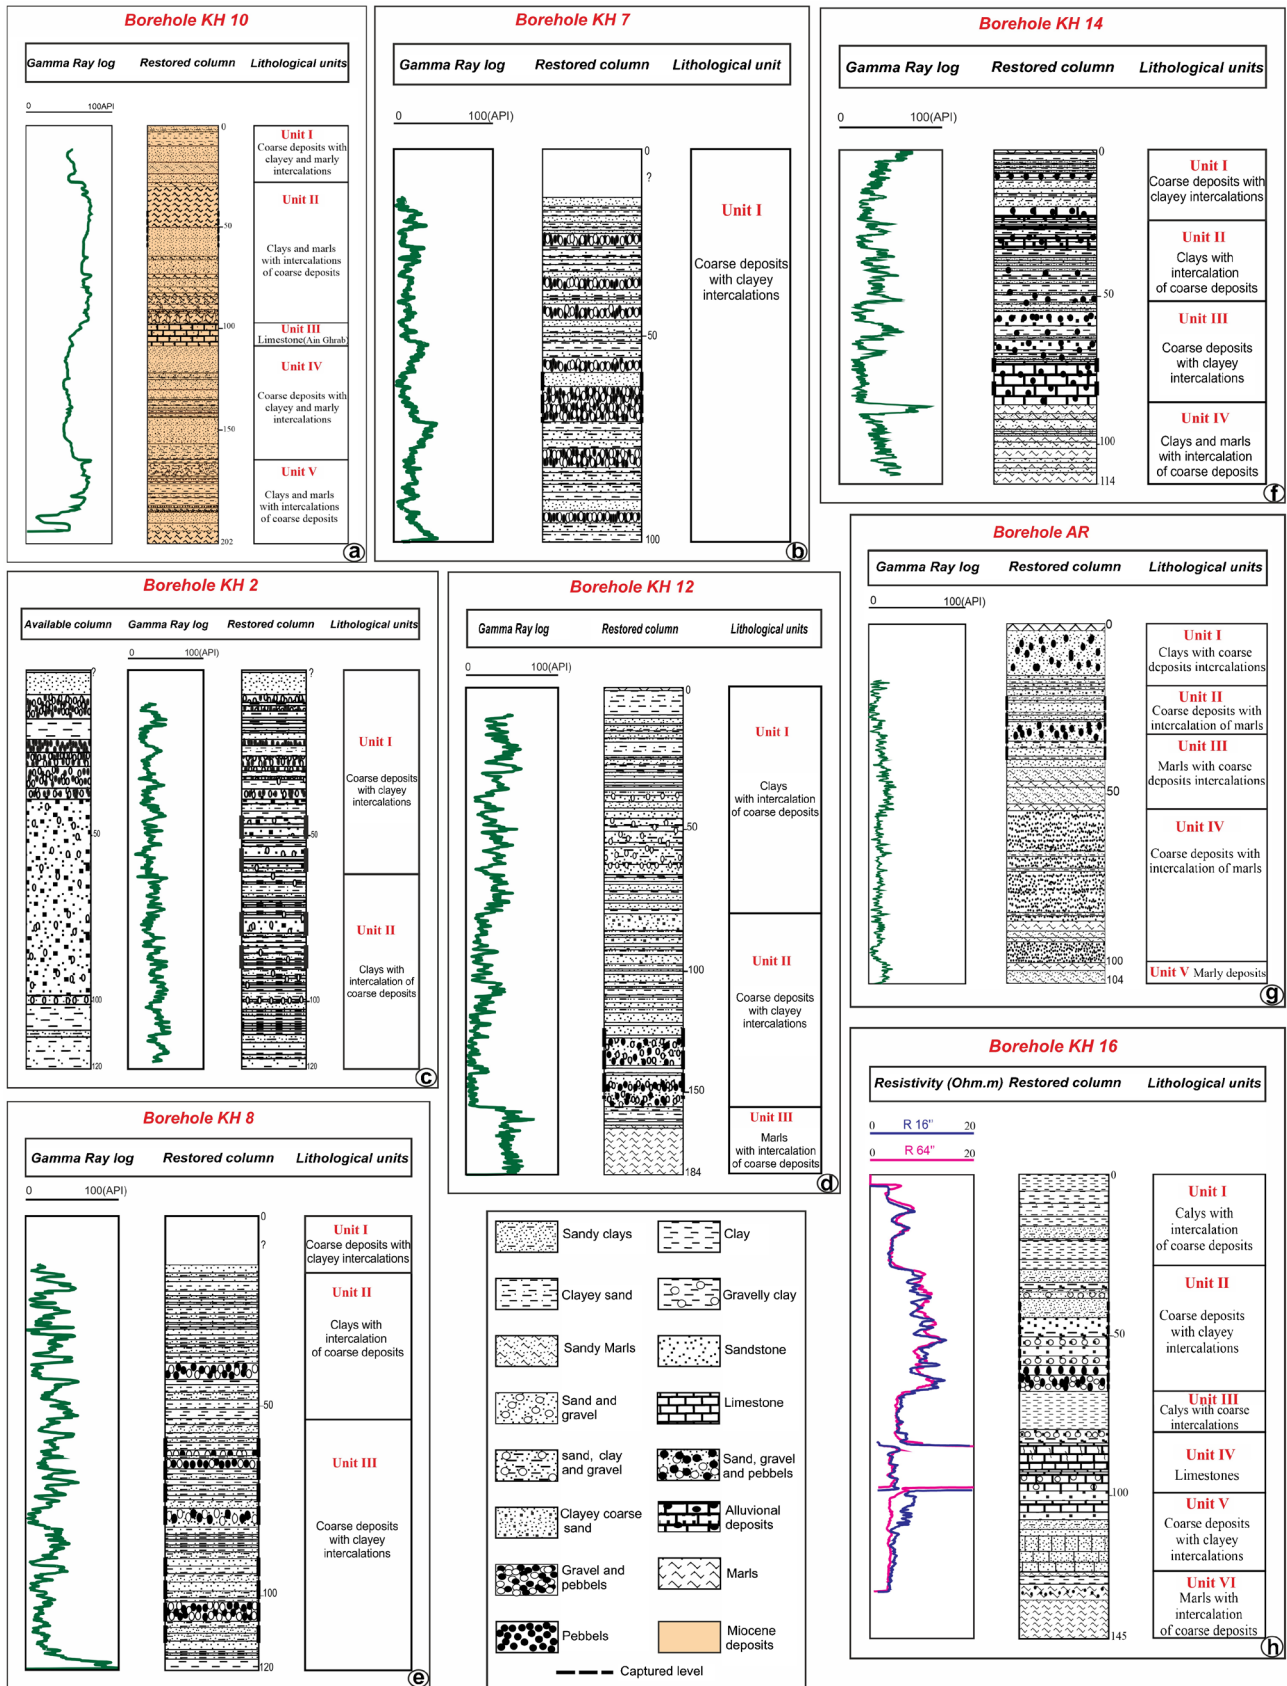 Borehole KH 10
Gamma Ray log
Restored column
Lithological units
0
100API
0
50
100
150
202
Unit I
Coarse deposits with
clayey and marly
intercalations
Unit II
Clays and marls
with intercalations
of coarse deposits
Unit III
Limestone(Ain Ghrab)
Unit IV
Coarse deposits with
clayey and marly
intercalations
Unit V
Clays and marls
with intercalations
of coarse deposits
a
Borehole KH 7
Gamma Ray log
Restored column
Lithological unit
0
100(API)
0
?
50
100
Unit I
Coarse deposits
with clayey
intercalations
b
Borehole KH 14
Gamma Ray log
Restored column
Lithological units
0
100(API)
0
50
100
114
Unit I
Coarse deposits with
clayey intercalations
Unit II
Clays with
intercalation
of coarse deposits
Unit III
Coarse deposits
with clayey
intercalations
Unit IV
Clays and marls
with intercalation
of coarse deposits
f
Borehole KH 2
Available column
Gamma Ray log
Restored column
Lithological units
0
100(API)
?
50
100
120
?
50
100
120
Unit I
Coarse deposits
with clayey
intercalations
Unit II
Clays with
intercalation of
coarse deposits
c
Borehole KH 12
Gamma Ray log
Restored column
Lithological units
0
100(API)
0
50
100
150
184
Unit I
Clays
with intercalation
of coarse deposits
Unit II
Coarse deposits
with clayey
intercalations
Unit III
Marls
with intercalation
of coarse deposits
d
Borehole AR
Gamma Ray log
Restored column
Lithological units
0
100(API)
0
50
100
104
Unit I
Clays with coarse
deposits intercalations
Unit II
Coarse deposits with
intercalation of marls
Unit III
Marls with coarse
deposits intercalations
Unit IV
Coarse deposits with
intercalation of marls
Unit V Marly deposits
g
Borehole KH 8
Gamma Ray log
Restored column
Lithological units
0
100(API)
0
?
50
100
120
Unit I
Coarse deposits with
clayey intercalations
Unit II
Clays with
intercalation
of coarse deposits
Unit III
Coarse deposits
with clayey
intercalations
e
Sandy clays
Clayey sand
Sandy Marls
Sand and
gravel
sand, clay
and gravel
Clayey coarse
sand
Gravel and
pebbels
Pebbels
Clay
Gravelly clay
Sandstone
Limestone
Sand, gravel
and pebbels
Alluvional
deposits
Marls
Miocene
deposits
Captured level
Borehole KH 16
Resistivity (Ohm.m)
Restored column
Lithological units
0
R 16"
20
0
R 64"
20
0
50
100
145
Unit I
Calys with
intercalation
of coarse deposits
Unit II
Coarse deposits
with clayey
intercalations
Unit III
Calys with coarse
intercalations
Unit IV
Limestones
Unit V
Coarse deposits
with clayey
intercalations
Unit VI
Marls with
intercalation
of coarse deposits
h